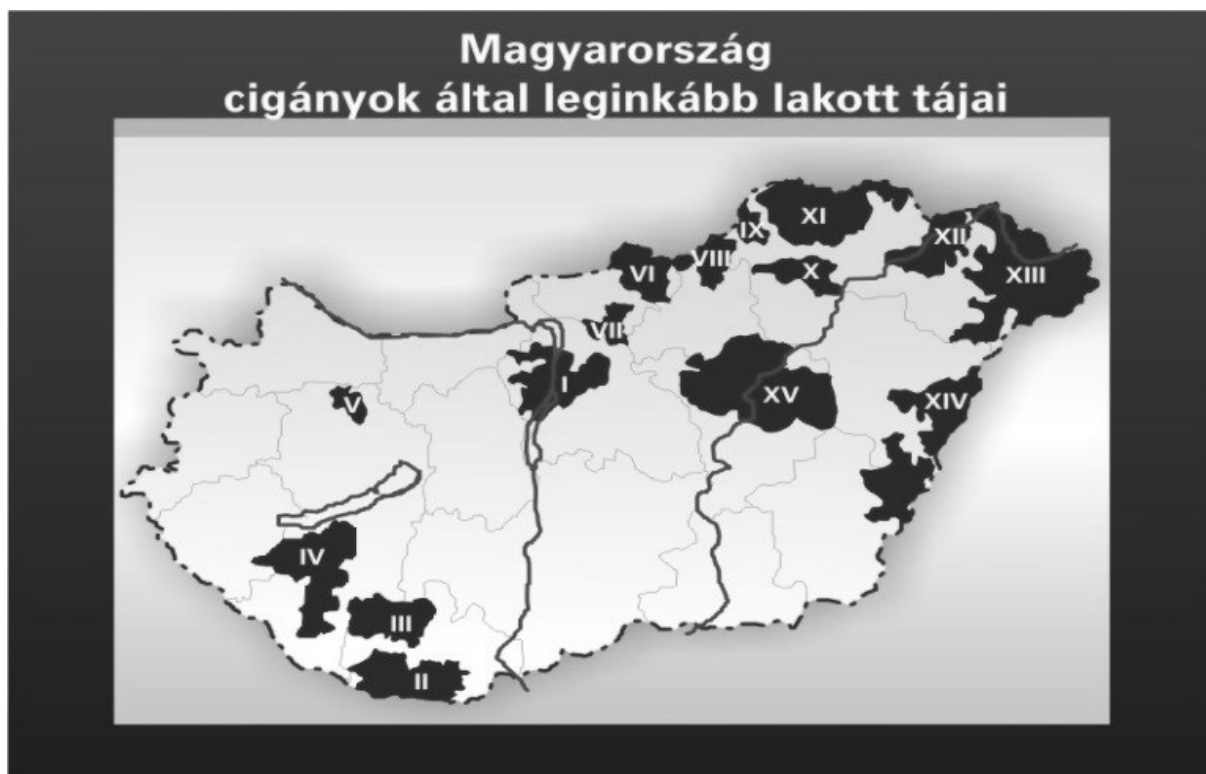 Magyarország
cigányok által leginkább lakott tájai
XI
IX
XII
VIII
VI
X
XIII
VII
I
V
XV
XIV
IV
III
II